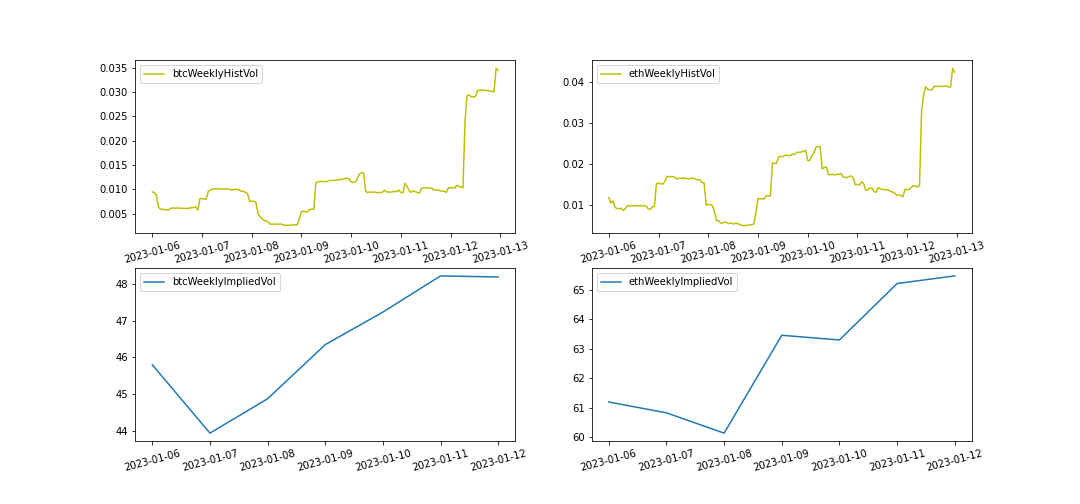 btcWeeklyHistVol
0.035
0.030
0.025
0.020
0.015
0.010
0.005
2023-01-06 2023-01-07 2023-01-08 2023-01-09 2023-01-10 2023-01-11 2023-01-12 2023-01-13
ethWeeklyHistVol
0.04
0.03
0.02
0.01
2023-01-06 2023-01-07 2023-01-08 2023-01-09 2023-01-10 2023-01-11 2023-01-12 2023-01-13
btcWeeklyImpliedVol
48
47
46
45
44
2023-01-06 2023-01-07 2023-01-08 2023-01-09 2023-01-10 2023-01-11 2023-01-12
ethWeeklyImpliedVol
65
64
63
62
61
60
2023-01-06 2023-01-07 2023-01-08 2023-01-09 2023-01-10 2023-01-11 2023-01-12